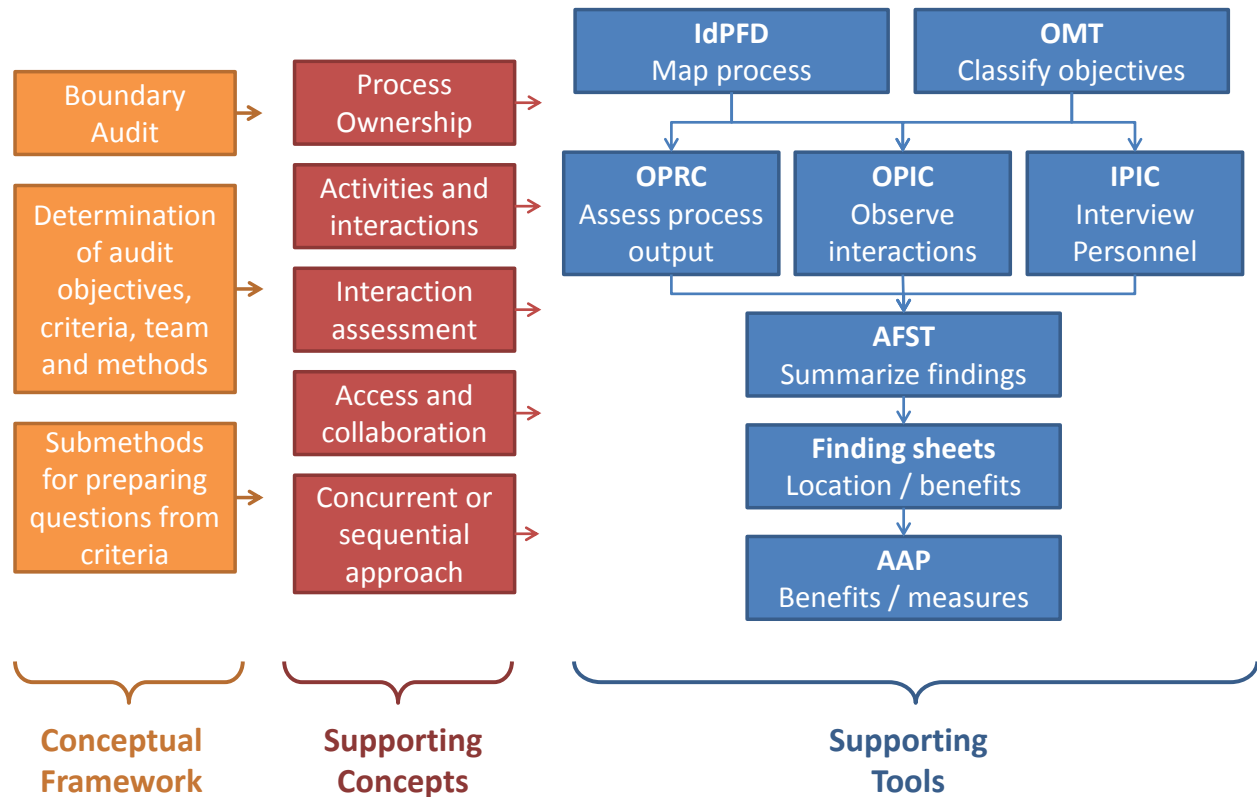 Boundary
Audit
Determination
of audit
objectives,
criteria, team
and methods
Submethods
for preparing
questions from
criteria
Process
Ownership
Activities and
interactions
Interaction
assessment
Access and
collaboration
Concurrent or
sequential
approach
IdPFD
Map process
OMT
Classify objectives
OPRC
Assess process
output
OPIC
Observe
interactions
IPIC
Interview
Personnel
AFST
Summarize findings
Finding sheets
Location / benefits
AAP
Benefits / measures
Conceptual
Framework
Supporting
Concepts
Supporting
Tools